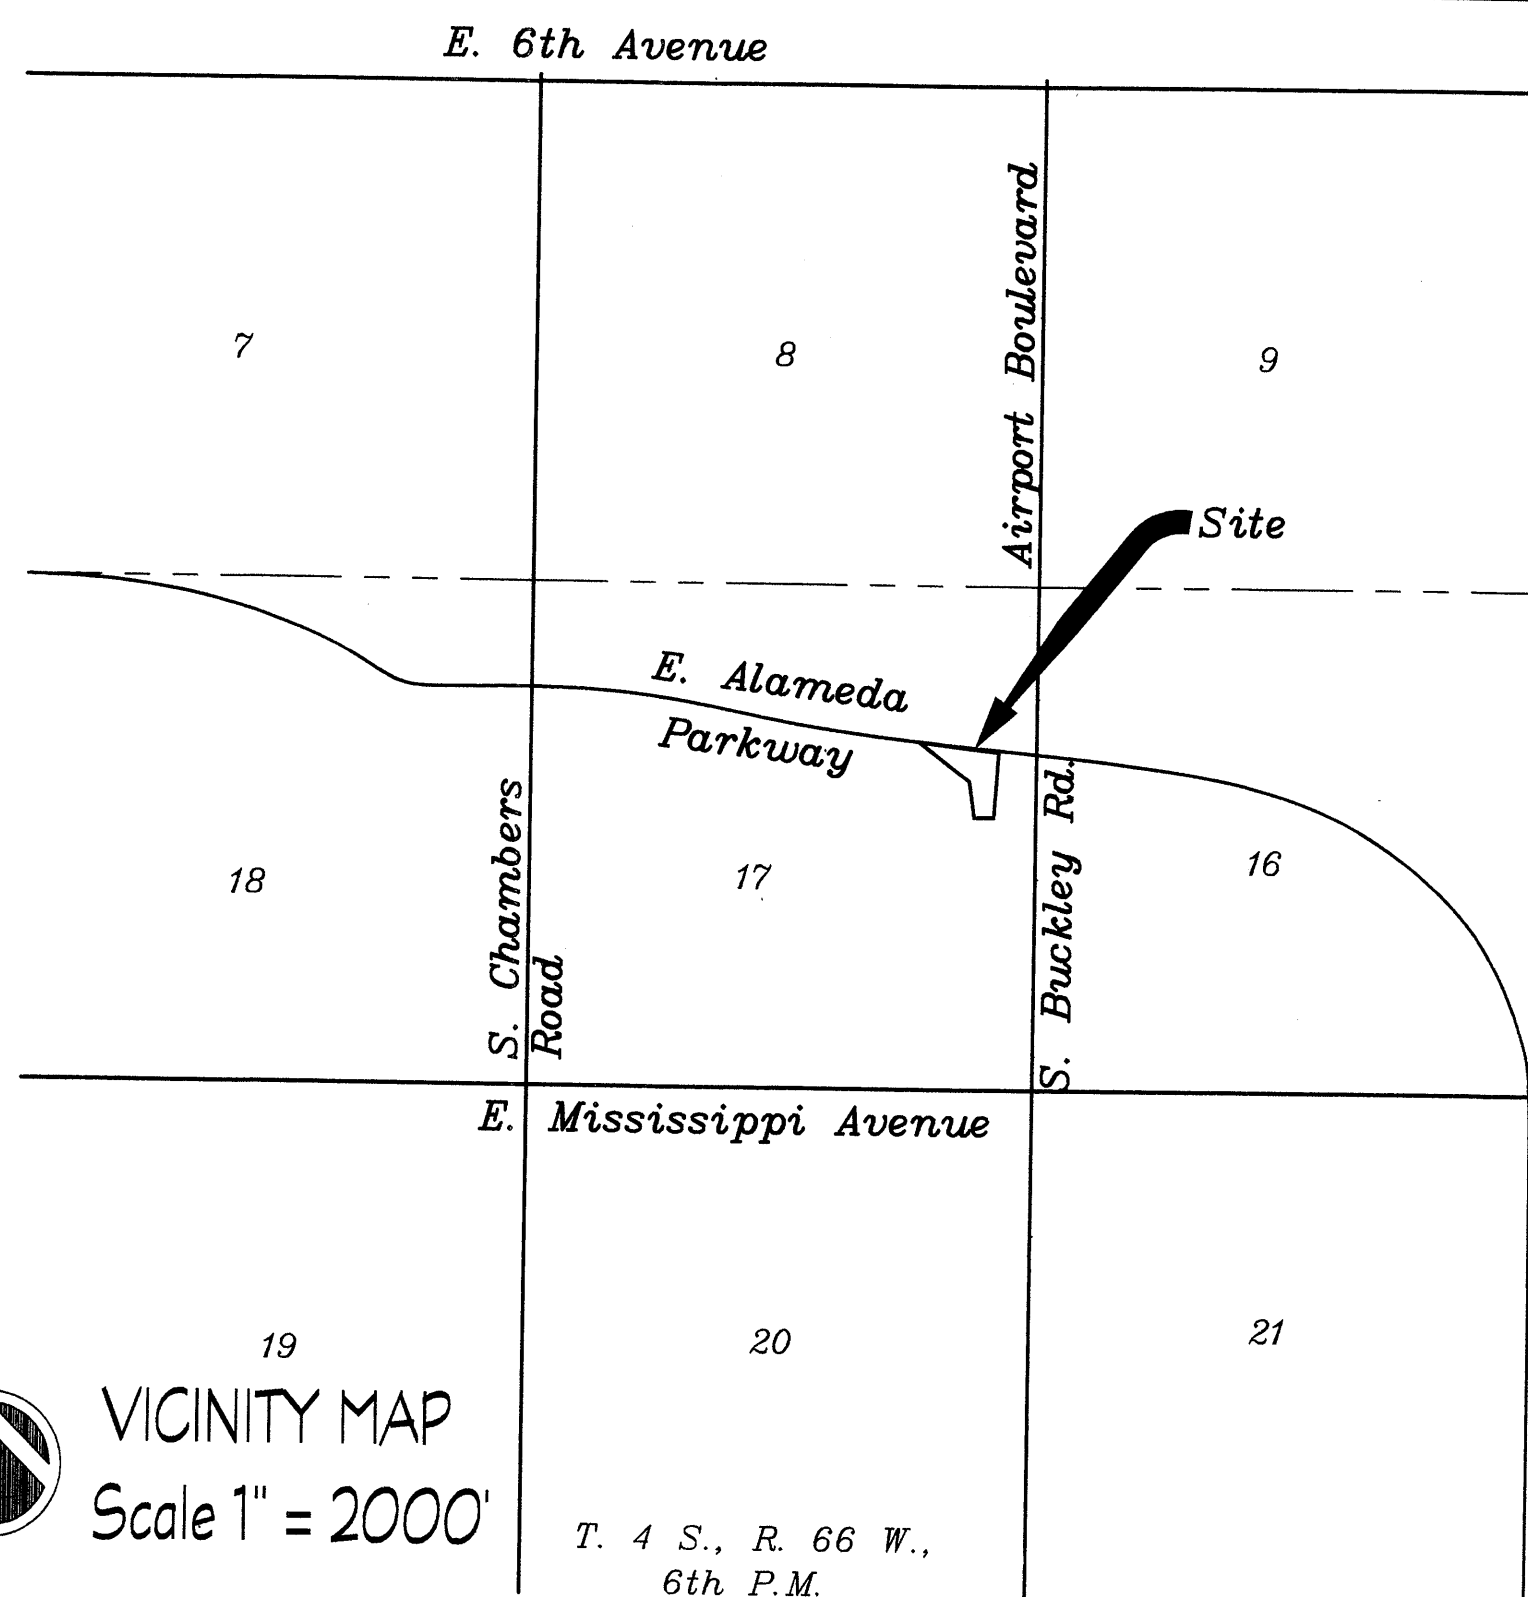 E. 6th Avenue
Airport Boulevard
7
8
9
Site
E. Alameda
Parkway
S. Chambers
Road
S. Buckley Rd.
18
17
16
E. Mississippi Avenue
19
20
21
VICINITY MAP
Scale 1" = 2000'
T. 4 S., R. 66 W.,
6th P.M.